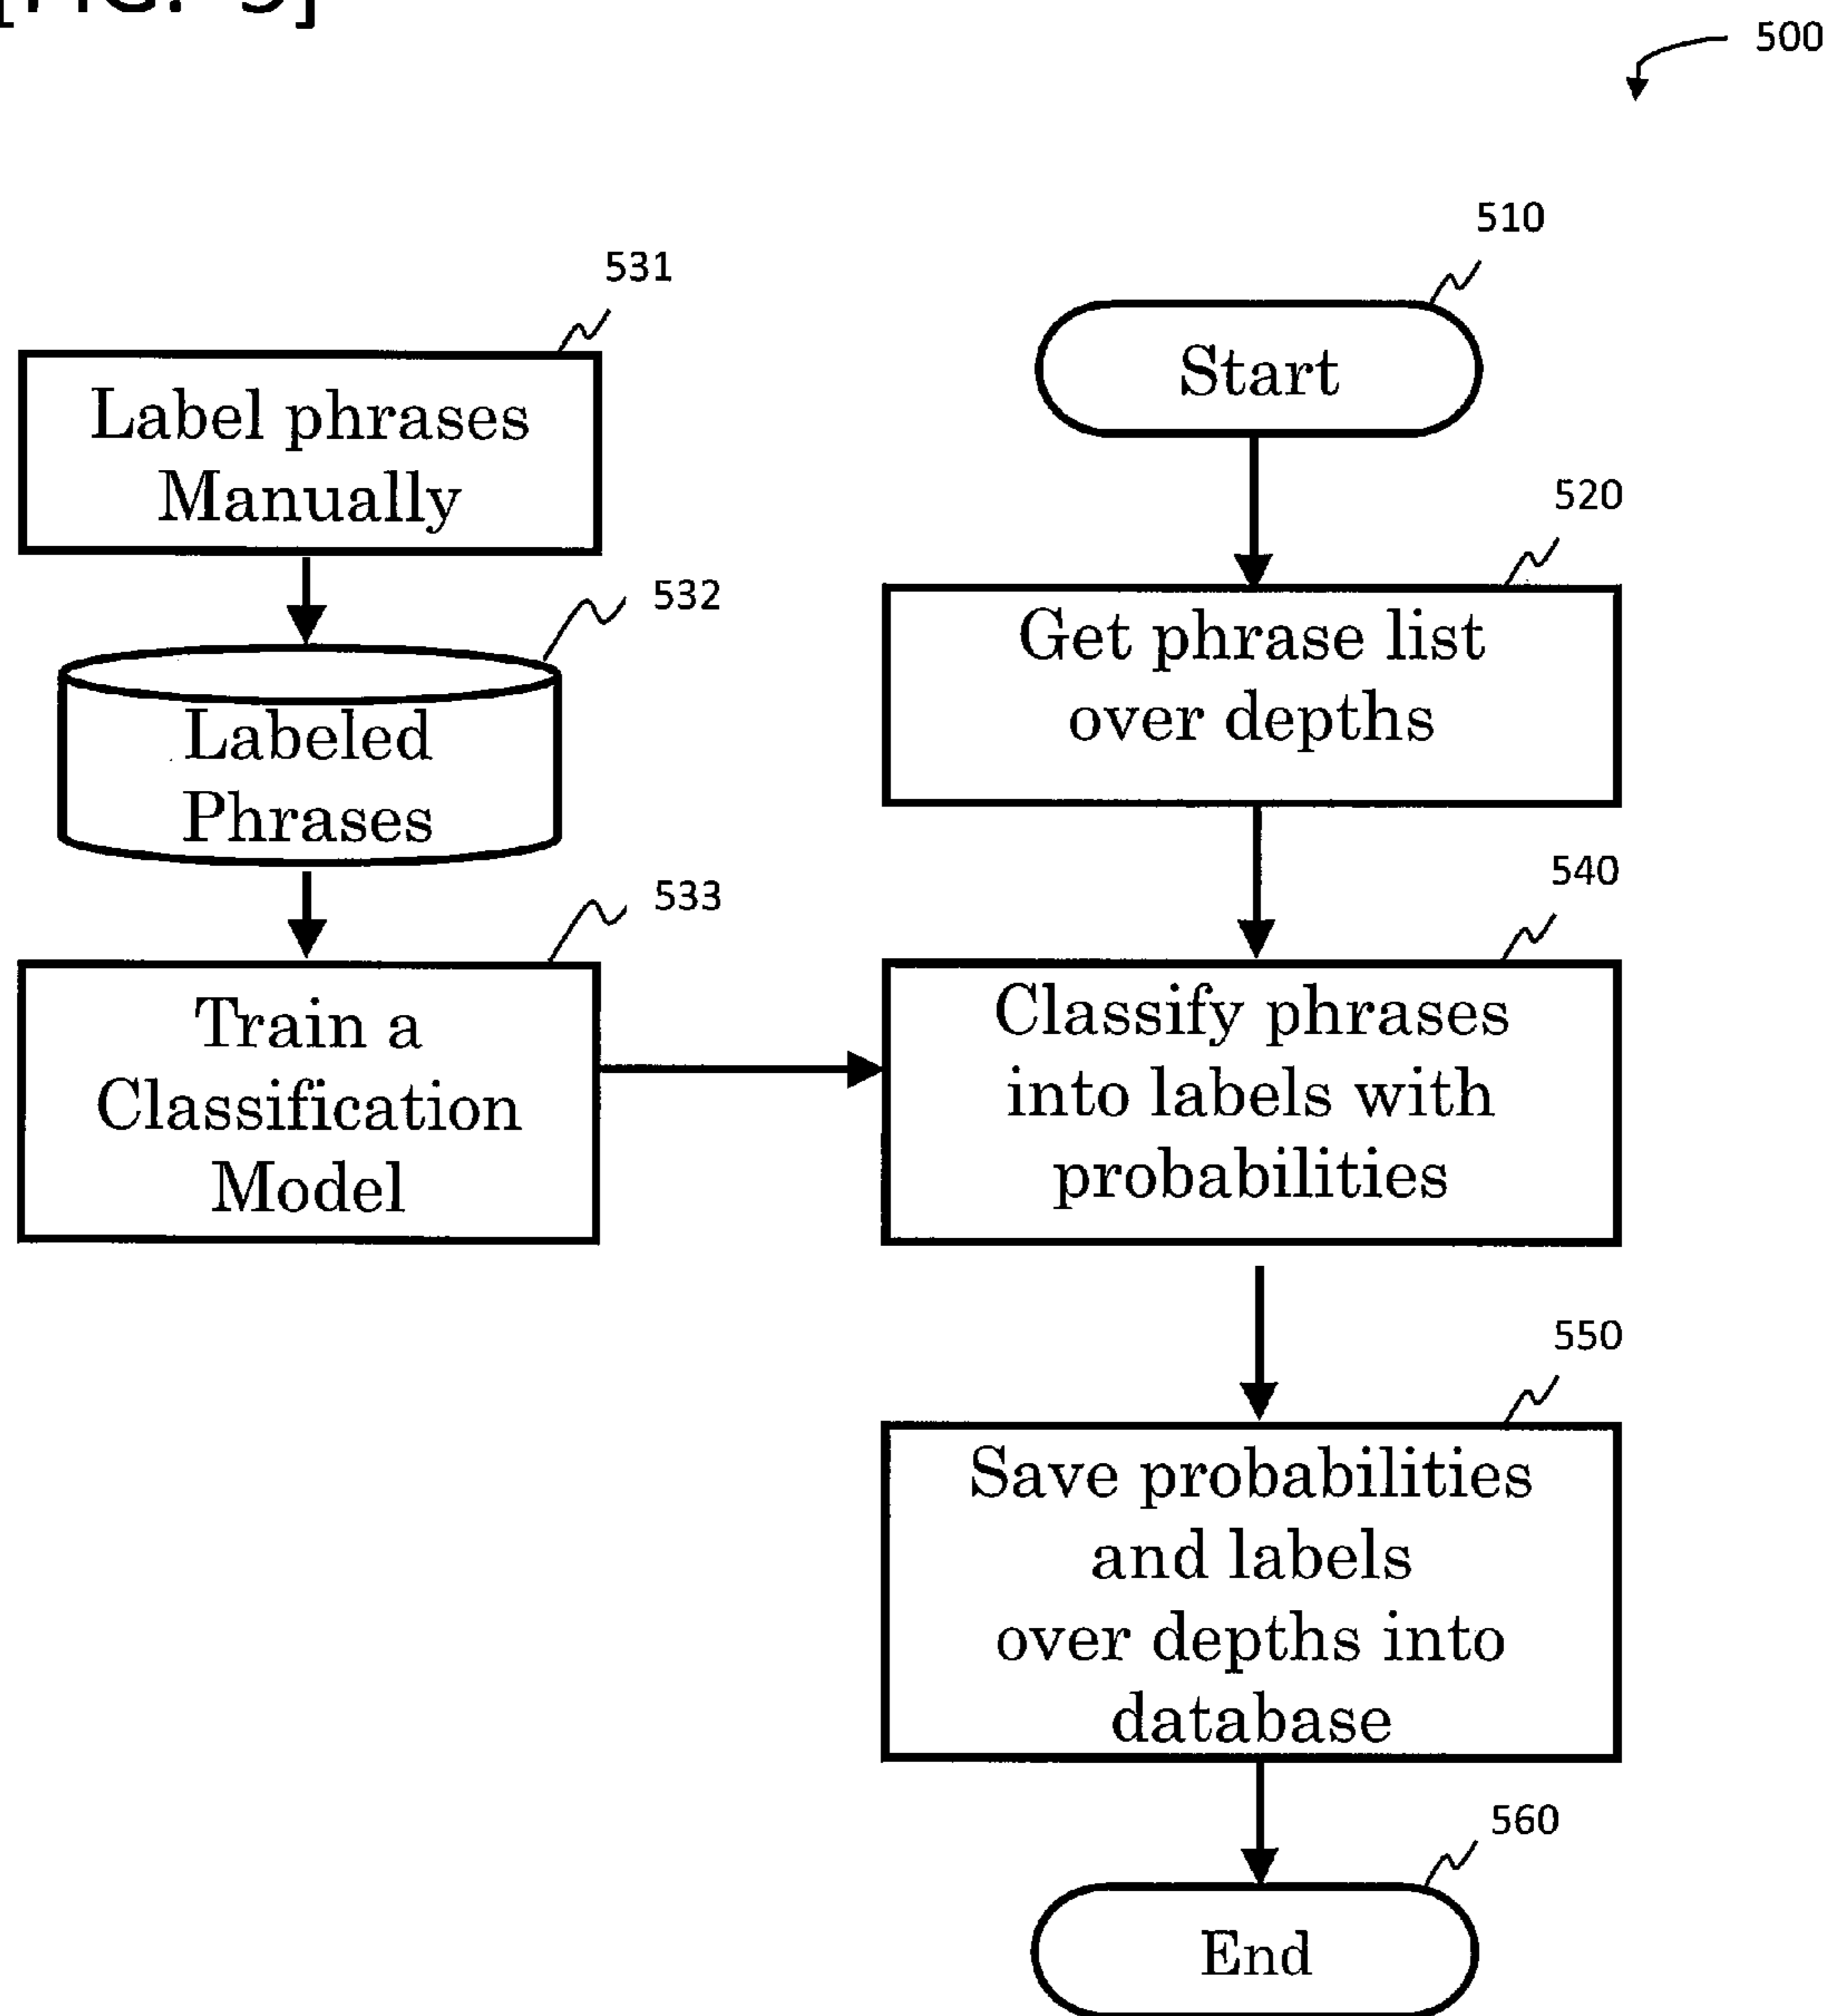 [FIG. 5]
500
510
Start
531
Label phrases
Manually
520
Get phrase list
over depths
532
Labeled
Phrases
533
Train a
Classification
Model
540
Classify phrases
into labels with
probabilities
550
Save probabilities
and labels
over depths into
database
560
End